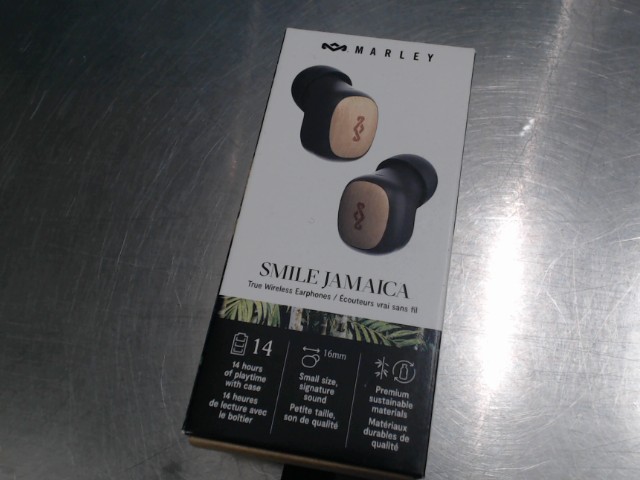 MARLEY
SMILE JAMAICA
True Wireless Earphones / Écouteurs vrai sans fil
14
14 hours
of playtime
with case
14 heures
de lecture avec
le boîtier
16mm
Small size,
signature
sound
Petite taille,
son de qualité
Premium
sustainable
materials
Matériaux
durables de
qualité